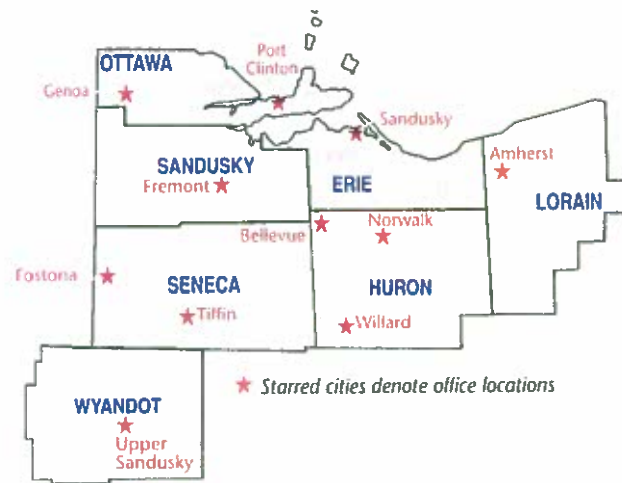 Port
Clinton
OTTAWA
Genoa
Sandusky
SANDUSKY
Fremont
ERIE
Amherst
LORAIN
Bellevue
Norwalk
Fostoria
SENECA
HURON
Tiffin
Willard
Starred cities denote office locations
WYANDOT
Upper
Sandusky